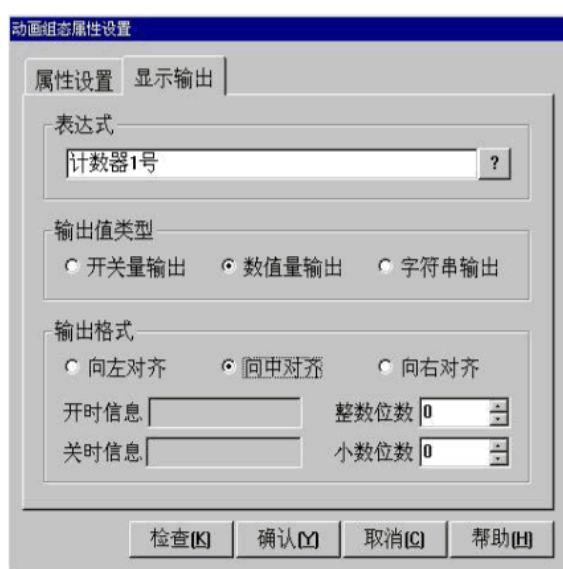 动画组态属性设置
属性设置 显示输出
表达式
计数器1号 ?
输出值类型
开关量输出 数值量输出 字符串输出
输出格式
向左对齐 向中对齐 向右对齐
开时信息 整数位数 0
关时信息 小数位数 0
检查[K] 确认[Y] 取消[C] 帮助[H]